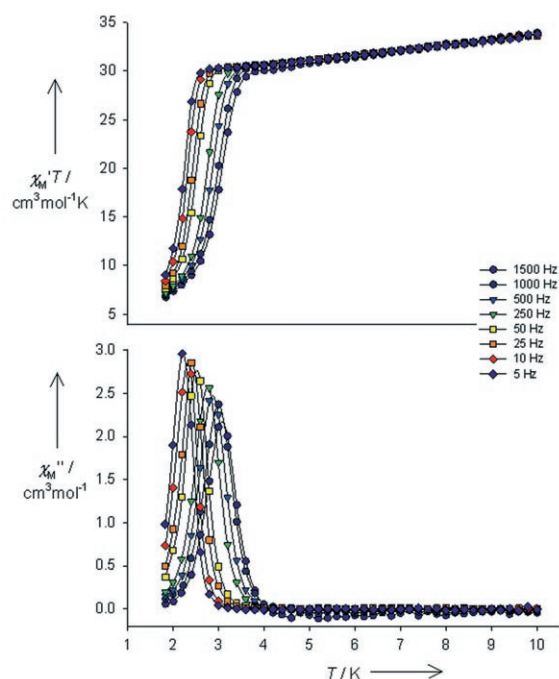 35
30
25
20
15
10
5
χM'T /
cm³mol⁻¹K
1500 Hz
1000 Hz
500 Hz
250 Hz
50 Hz
25 Hz
10 Hz
5 Hz
3.0
2.5
2.0
1.5
1.0
0.5
0.0
χM'' /
cm³mol⁻¹
1 2 3 4 5 6 7 8 9 10
T / K